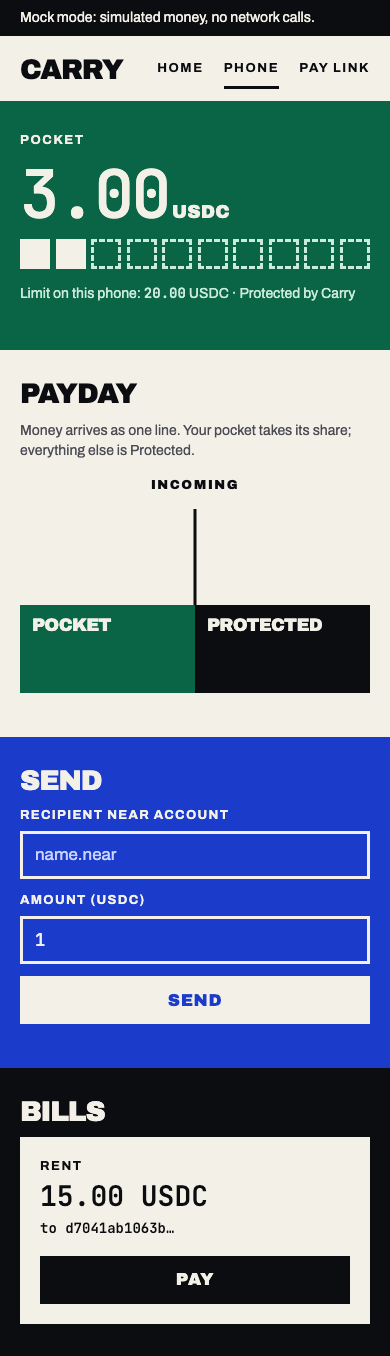 Mock mode: simulated money, no network calls.
CARRY HOME PHONE PAY LINK
POCKET
3.00 USDC
Limit on this phone: 20.00 USDC · Protected by Carry
PAYDAY
Money arrives as one line. Your pocket takes its share;
everything else is Protected.
INCOMING
POCKET PROTECTED
SEND
RECIPIENT NEAR ACCOUNT
name.near
AMOUNT (USDC)
1
SEND
BILLS
RENT
15.00 USDC
to d7041ab1063b…
PAY